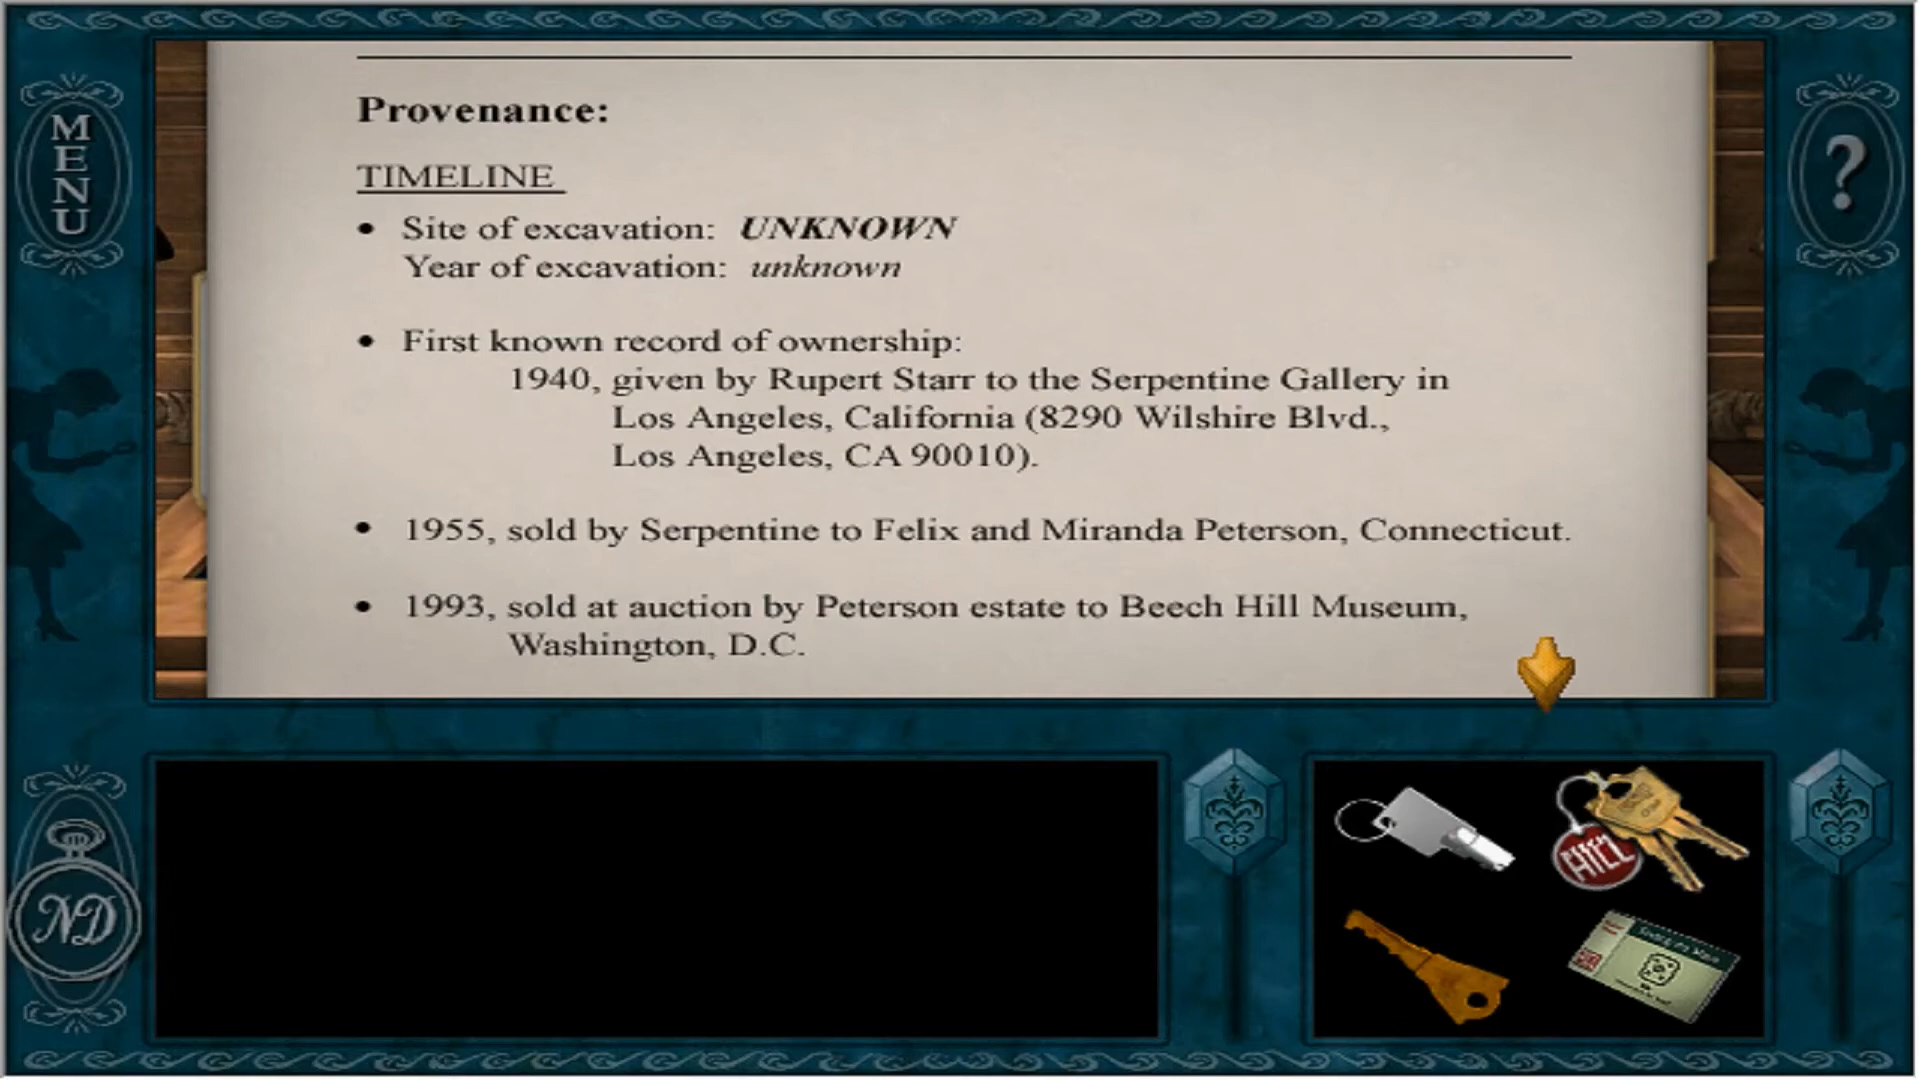 MENU
?
Provenance:
TIMELINE
• Site of excavation: UNKNOWN
Year of excavation: unknown
• First known record of ownership:
1940, given by Rupert Starr to the Serpentine Gallery in
Los Angeles, California (8290 Wilshire Blvd.,
Los Angeles, CA 90010).
• 1955, sold by Serpentine to Felix and Miranda Peterson, Connecticut.
• 1993, sold at auction by Peterson estate to Beech Hill Museum,
Washington, D.C.
ND
HILL